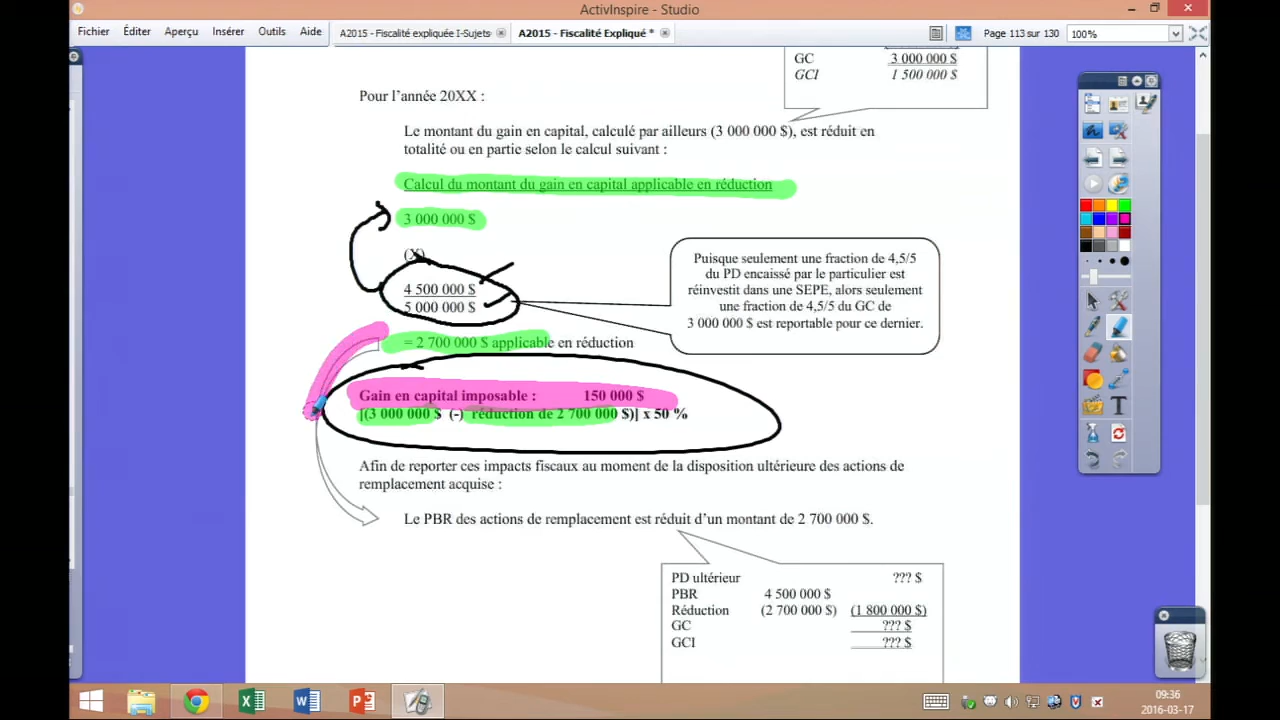 ActivInspire - Studio
Fichier Éditer Aperçu Insérer Outils Aide
A2015 - Fiscalité expliquée I-Sujets
A2015 - Fiscalité Expliqué *
Page 113 sur 130
100%
GC 3 000 000 $
GCI 1 500 000 $
Pour l'année 20XX :
Le montant du gain en capital, calculé par ailleurs (3 000 000 $), est réduit en
totalité ou en partie selon le calcul suivant :
Calcul du montant du gain en capital applicable en réduction
3 000 000 $
(X)
4 500 000 $
5 000 000 $
= 2 700 000 $ applicable en réduction
Puisque seulement une fraction de 4,5/5
du PD encaissé par le particulier est
réinvestit dans une SEPE, alors seulement
une fraction de 4,5/5 du GC de
3 000 000 $ est reportable pour ce dernier.
Gain en capital imposable : 150 000 $
[(3 000 000 $ (-) réduction de 2 700 000 $)] x 50 %
Afin de reporter ces impacts fiscaux au moment de la disposition ultérieure des actions de
remplacement acquise :
Le PBR des actions de remplacement est réduit d'un montant de 2 700 000 $.
PD ultérieur ??? $
PBR 4 500 000 $
Réduction (2 700 000 $) (1 800 000 $)
GC ??? $
GCI ??? $
09:36
2016-03-17